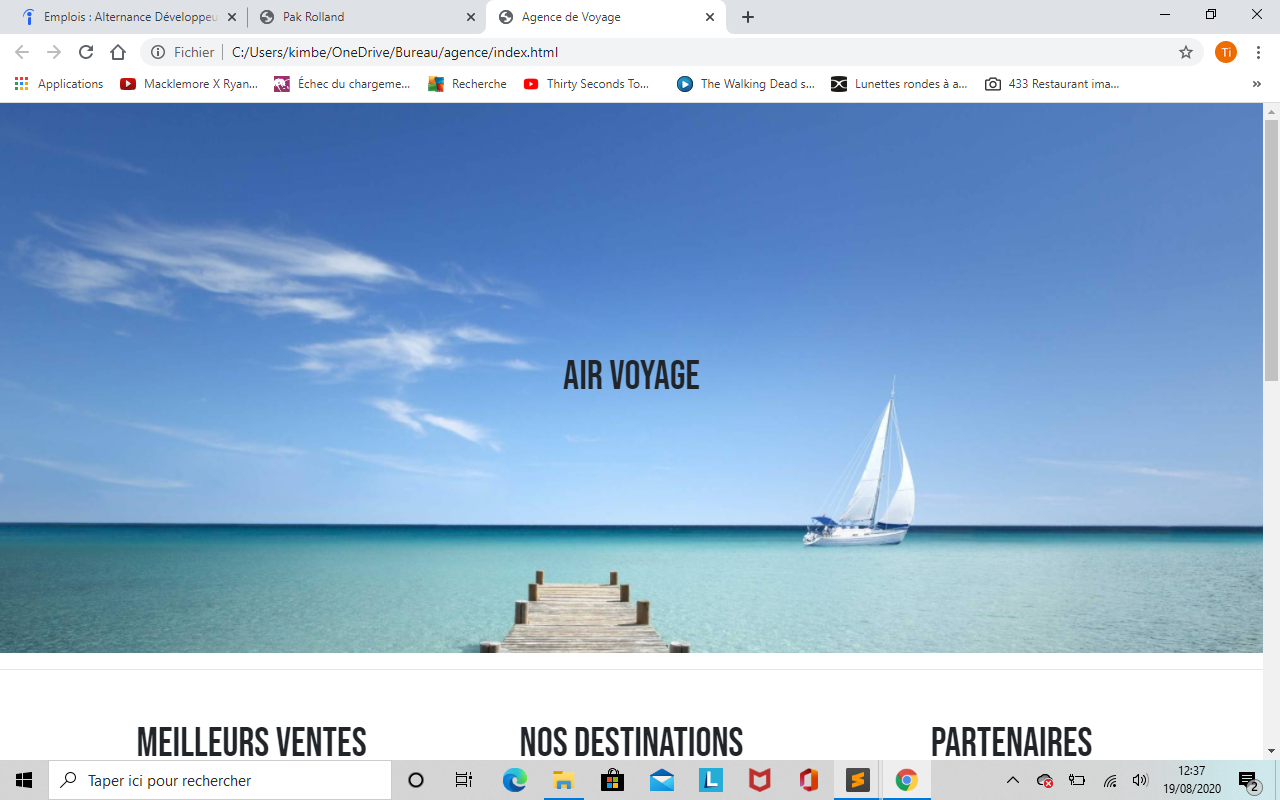 Emplois : Alternance Développeu
Pak Rolland
Agence de Voyage
Fichier
C:/Users/kimbe/OneDrive/Bureau/agence/index.html
Ti
Applications
Macklemore X Ryan...
Échec du chargeme...
Recherche
Thirty Seconds To...
The Walking Dead s...
Lunettes rondes à a...
433 Restaurant ima...
»
AIR VOYAGE
MEILLEURS VENTES
NOS DESTINATIONS
PARTENAIRES
Taper ici pour rechercher
L
S
12:37
19/08/2020
2